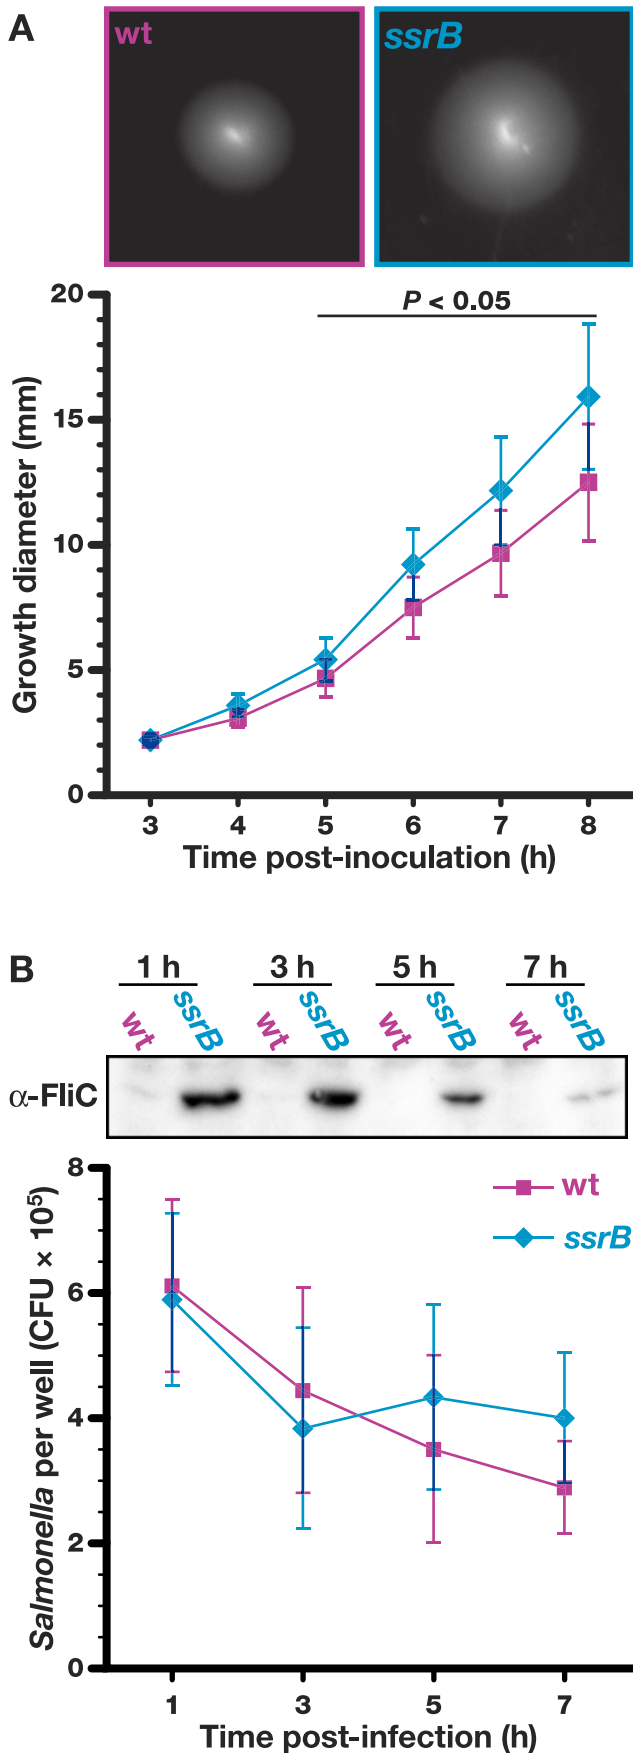 A
wt
ssrB
P < 0.05
20
15
10
5
0
Growth diameter (mm)
3 4 5 6 7 8
Time post-inoculation (h)
B
1 h 3 h 5 h 7 h
wt ssrB wt ssrB wt ssrB wt ssrB
α-FliC
wt
ssrB
8
6
4
2
0
Salmonella per well (CFU × 10⁵)
1 3 5 7
Time post-infection (h)